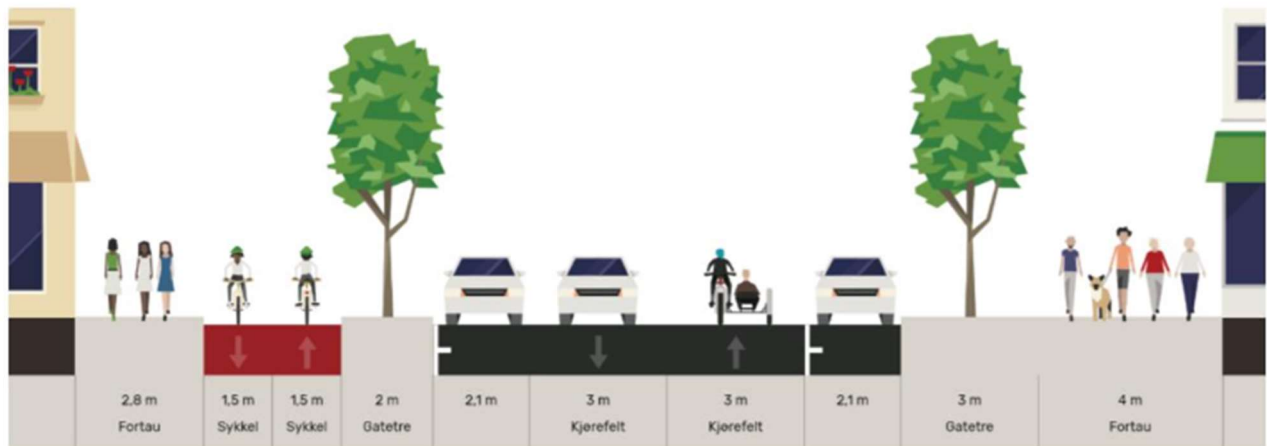 2,8 m
Fortau
1,5 m
Sykkel
1,5 m
Sykkel
2 m
Gatetre
2,1 m
3 m
Kjørefelt
3 m
Kjørefelt
2,1 m
3 m
Gatetre
4 m
Fortau